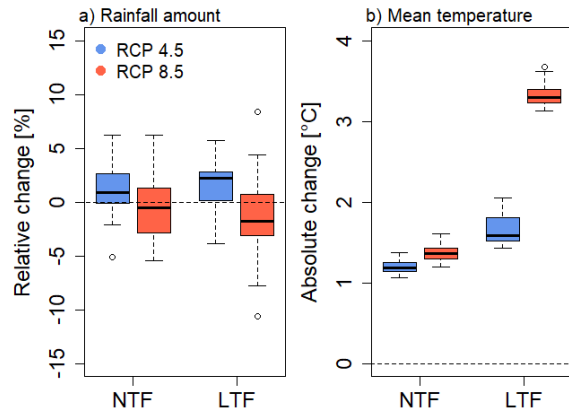 a) Rainfall amount
Relative change [%]
15
10
5
0
-5
-10
-15
RCP 4.5
RCP 8.5
NTF
LTF
b) Mean temperature
Absolute change [°C]
4
3
2
1
0
NTF
LTF